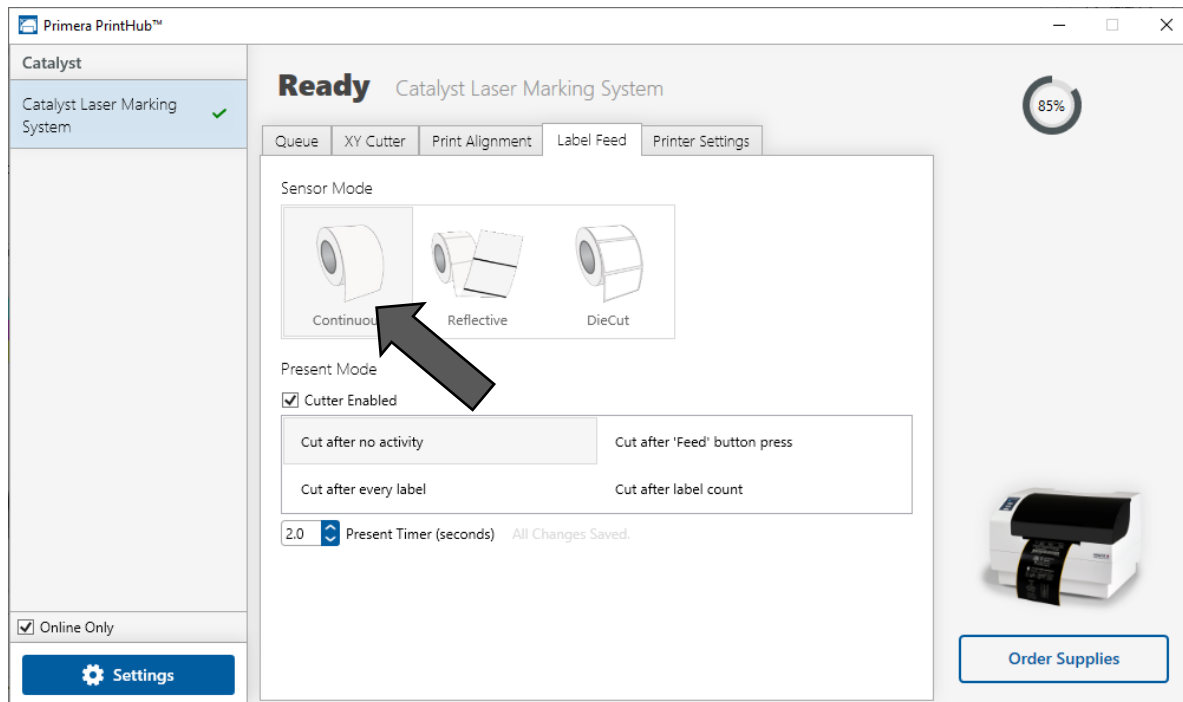 Primera PrintHub™
Catalyst
Catalyst Laser Marking
System
Ready Catalyst Laser Marking System
85%
Queue XY Cutter Print Alignment Label Feed Printer Settings
Sensor Mode
Reflective DieCut
Present Mode
Cutter Enabled
Cut after no activity Cut after 'Feed' button press
Cut after every label Cut after label count
2.0 Present Timer (seconds) All Changes Saved.
Online Only
Settings
Order Supplies